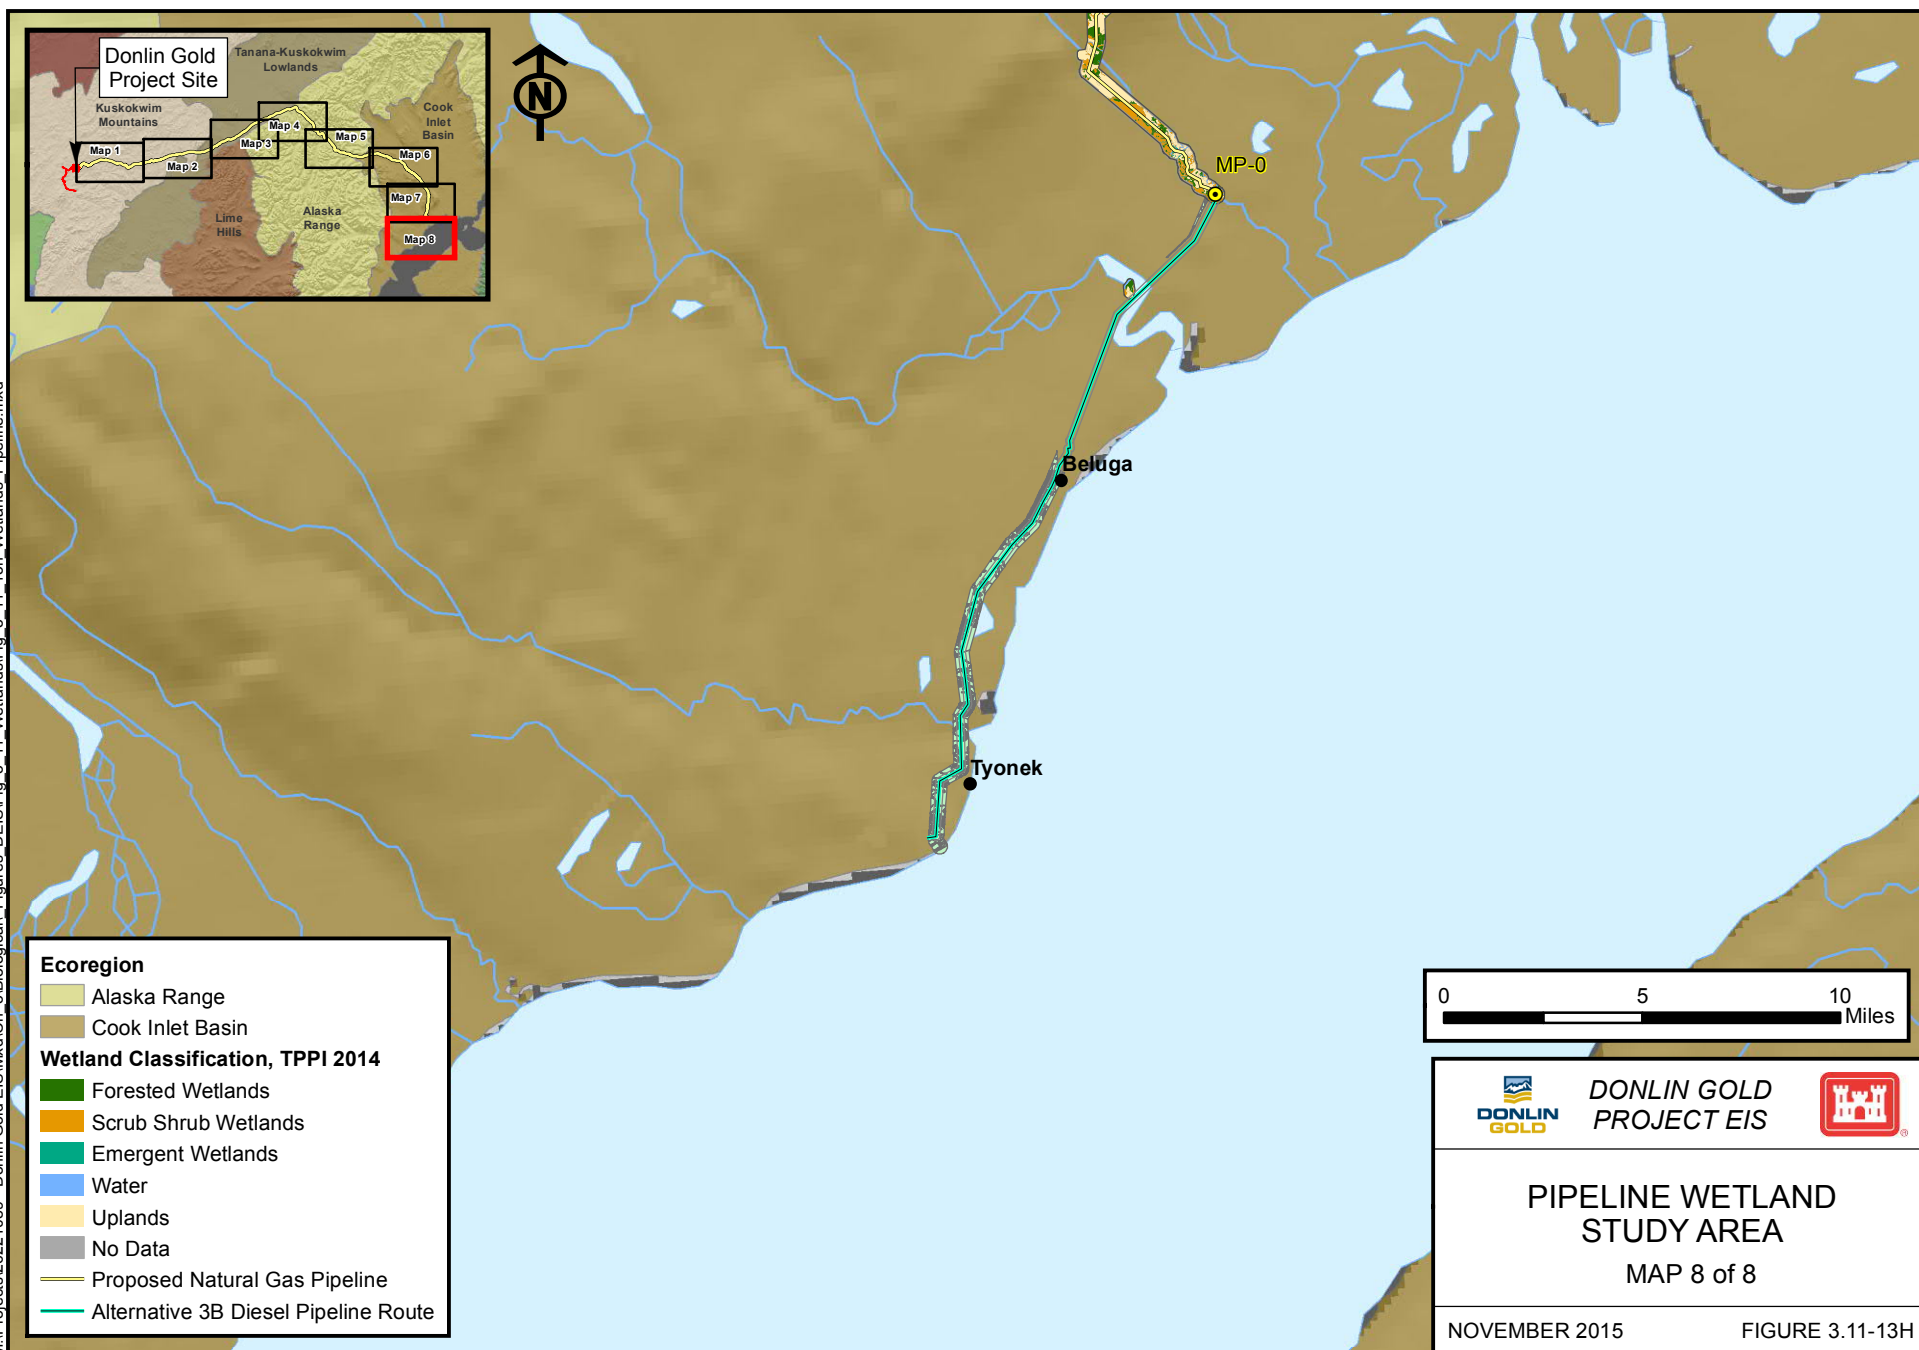 Donlin Gold
Project Site
Tanana-Kuskokwim
Lowlands
Kuskokwim
Mountains
Cook
Inlet
Basin
Map 1
Map 2
Map 3
Map 4
Map 5
Map 6
Map 7
Map 8
Lime
Hills
Alaska
Range
N
MP-0
Beluga
Tyonek
Ecoregion
Alaska Range
Cook Inlet Basin
Wetland Classification, TPPI 2014
Forested Wetlands
Scrub Shrub Wetlands
Emergent Wetlands
Water
Uplands
No Data
Proposed Natural Gas Pipeline
Alternative 3B Diesel Pipeline Route
0 5 10
Miles
DONLIN
GOLD
DONLIN GOLD
PROJECT EIS
®
PIPELINE WETLAND
STUDY AREA
MAP 8 of 8
NOVEMBER 2015 FIGURE 3.11-13H